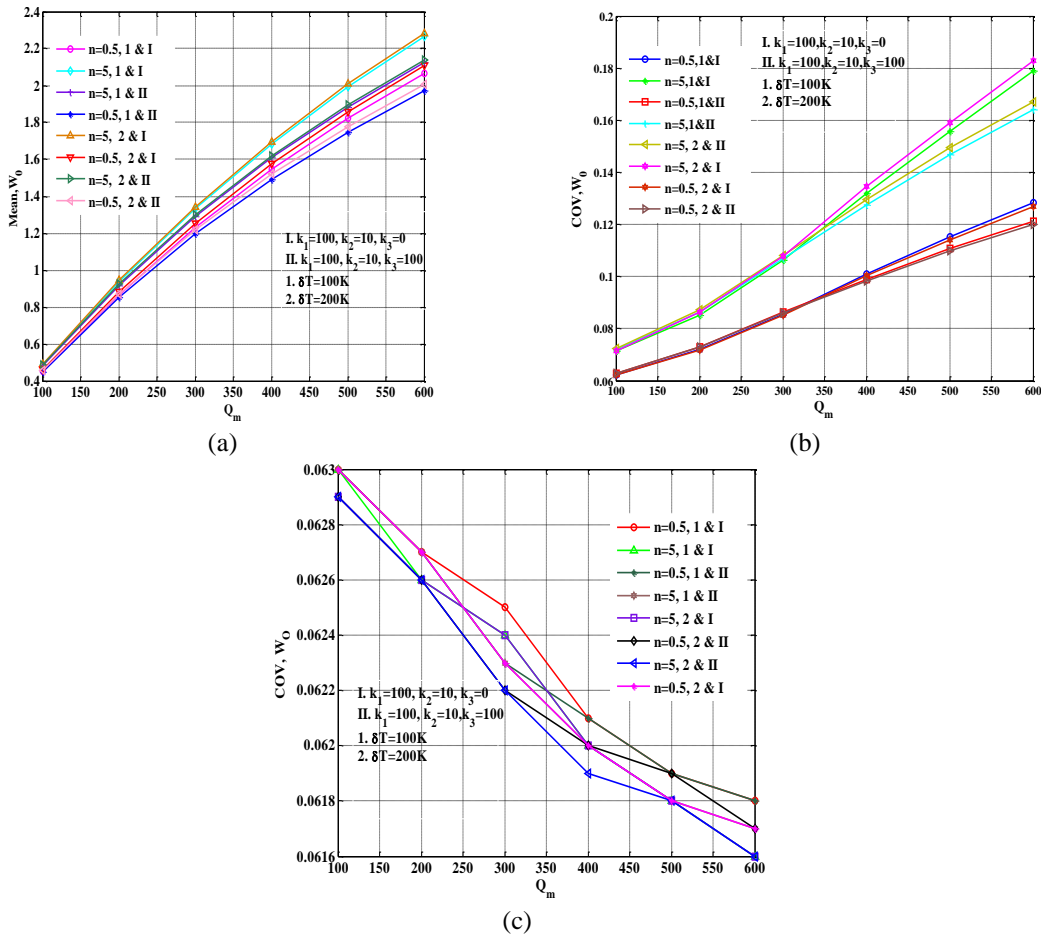 2.4
2.2
2
1.8
1.6
1.4
1.2
1
0.8
0.6
0.4
Mean,W0
n=0.5, 1 & I
n=5, 1 & I
n=5, 1 & II
n=0.5, 1 & II
n=5, 2 & I
n=0.5, 2 & I
n=5, 2 & II
n=0.5, 2 & II
I. k1=100, k2=10, k3=0
II. k1=100, k2=10, k3=100
1. δT=100K
2. δT=200K
100 150 200 250 300 350 400 450 500 550 600
Qm
(a)
0.2
0.18
0.16
0.14
0.12
0.1
0.08
0.06
COV,W0
I. k1=100,k2=10,k3=0
II. k1=100,k2=10,k3=100
1. δT=100K
2. δT=200K
n=0.5,1&I
n=5,1&I
n=0.5,1&II
n=5,1&II
n=5, 2 & II
n=5, 2 & I
n=0.5, 2 & I
n=0.5, 2 & II
100 150 200 250 300 350 400 450 500 550 600
Qm
(b)
0.063
0.0628
0.0626
0.0624
0.0622
0.062
0.0618
0.0616
COV, WO
n=0.5, 1 & I
n=5, 1 & I
n=0.5, 1 & II
n=5, 1 & II
n=5, 2 & I
n=0.5, 2 & II
n=5, 2 & II
n=0.5, 2 & I
I. k1=100, k2=10, k3=0
II. k1=100, k2=10,k3=100
1. δT=100K
2. δT=200K
100 150 200 250 300 350 400 450 500 550 600
Qm
(c)